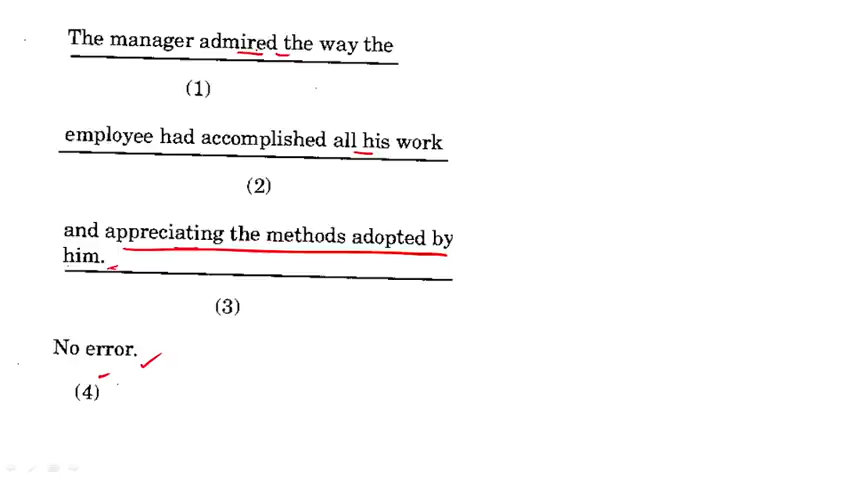 The manager admired the way the
(1)
employee had accomplished all his work
(2)
and appreciating the methods adopted by
him.
(3)
No error.
(4)